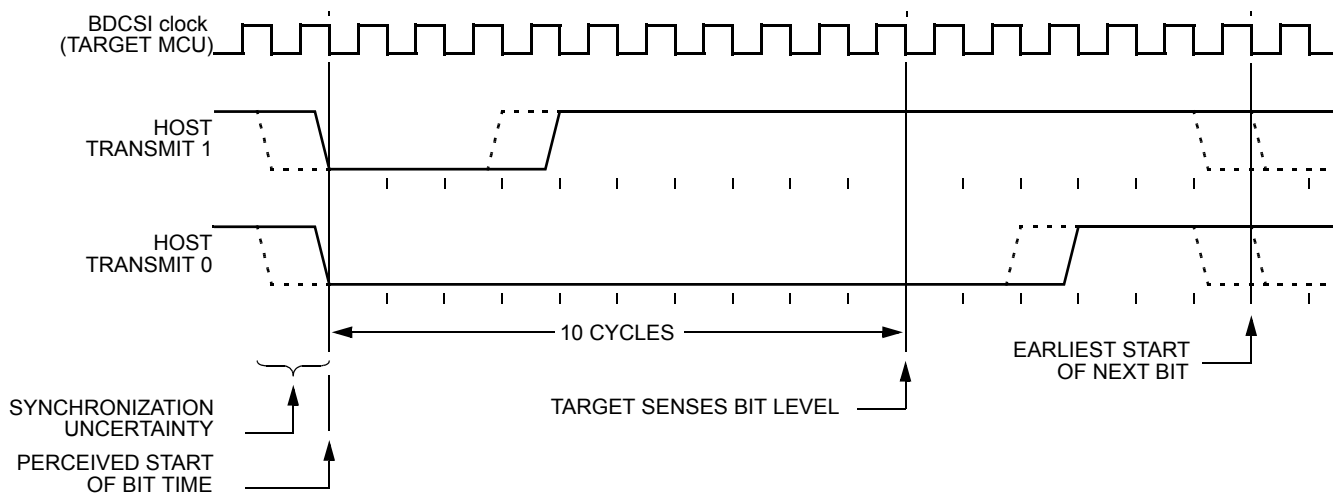 BDCSI clock
(TARGET MCU)
HOST
TRANSMIT 1
HOST
TRANSMIT 0
10 CYCLES
EARLIEST START
OF NEXT BIT
TARGET SENSES BIT LEVEL
SYNCHRONIZATION
UNCERTAINTY
PERCEIVED START
OF BIT TIME